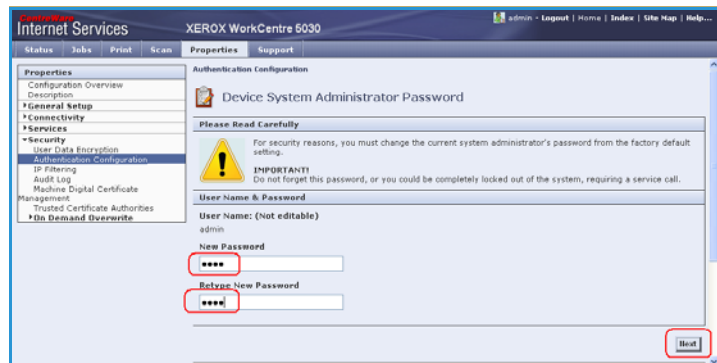 CentreWare
Internet Services
XEROX WorkCentre 5030
admin - Logout | Home | Index | Site Map | Help...
Status Jobs Print Scan Properties Support
Properties
Configuration Overview
Description
General Setup
Connectivity
Services
Security
User Data Encryption
Authentication Configuration
IP Filtering
Audit Log
Machine Digital Certificate
Management
Trusted Certificate Authorities
On Demand Overwrite
Authentication Configuration
Device System Administrator Password
Please Read Carefully
For security reasons, you must change the current system administrator's password from the factory default
setting.
IMPORTANT!
Do not forget this password, or you could be completely locked out of the system, requiring a service call.
User Name & Password
User Name: (Not editable)
admin
New Password
••••
Retype New Password
••••
Next